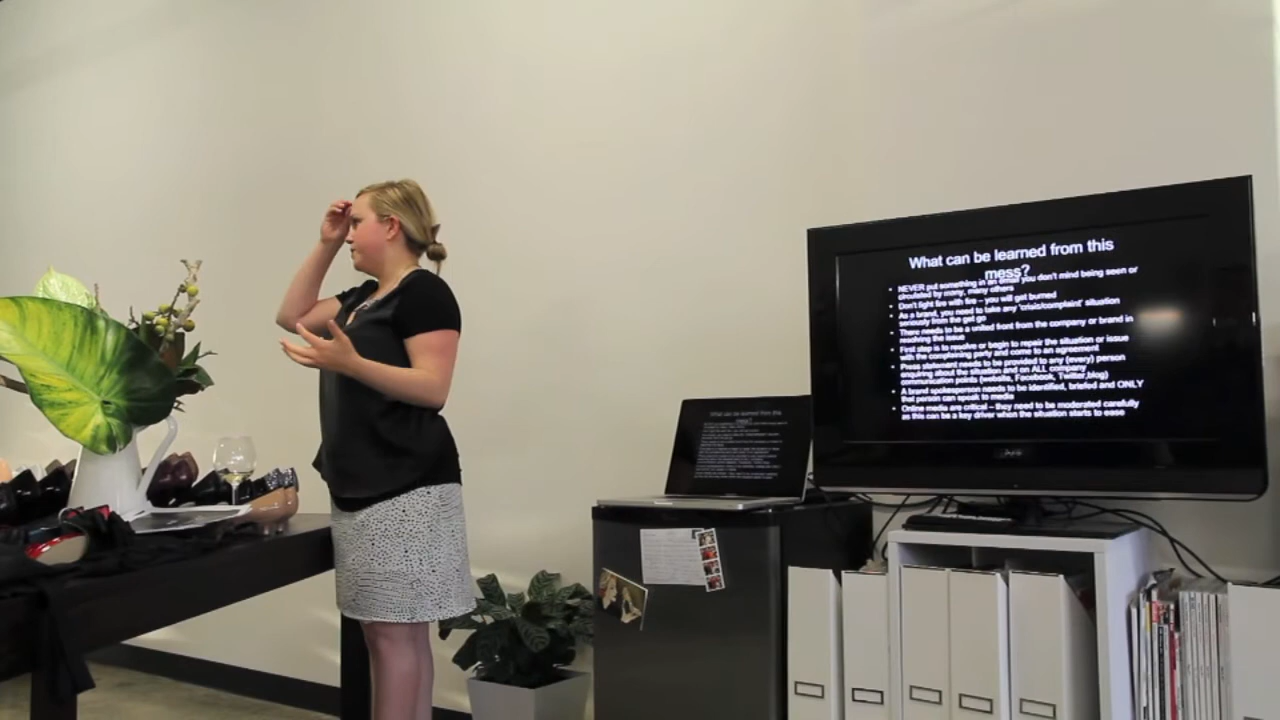 What can be learned from this
mess?
• NEVER put something in an email you don't mind being seen or
circulated by many, many others
• Don't fight fire with fire – you will get burned
• As a brand, you need to take any 'crisis/complaint' situation
seriously from the get go
• There needs to be a united front from the company or brand in
resolving the issue
• First step is to resolve or begin to repair the situation or issue
with the complaining party and come to an agreement
• Press statement needs to be provided to any (every) person
enquiring about the situation and on ALL company
communication points (website, Facebook, Twitter, blog)
• A brand spokesperson needs to be identified, briefed and ONLY
that person can speak to media
• Online media are critical – they need to be moderated carefully
as this can be a key driver when the situation starts to ease
What can be learned from this
mess?